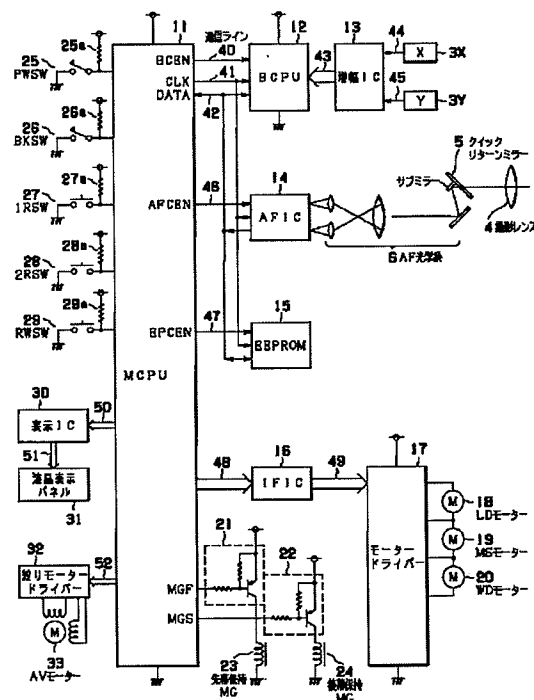 25
PWSW
25a
26
BKSW
26a
27
1RSW
27a
28
2RSW
28a
29
RWSW
29a
11
MCPU
BCEN
CLK
DATA
AFCEN
EPCEN
MGF
MGS
通信ライン
40
41
42
12
BCPU
43
13
増幅IC
44
X
3X
45
Y
3Y
46
14
AFIC
5 クイック
リターンミラー
サブミラー
4 撮影レンズ
6 AF光学系
47
15
EEPROM
30
表示IC
50
51
液晶表示
パネル
31
48
16
IFIC
49
17
モーター
ドライバー
M
18
LDモーター
M
19
MSモーター
M
20
WDモーター
32
絞りモーター
ドライバー
52
M
33
AVモーター
21
22
23
先幕保持
MG
24
後幕保持
MG